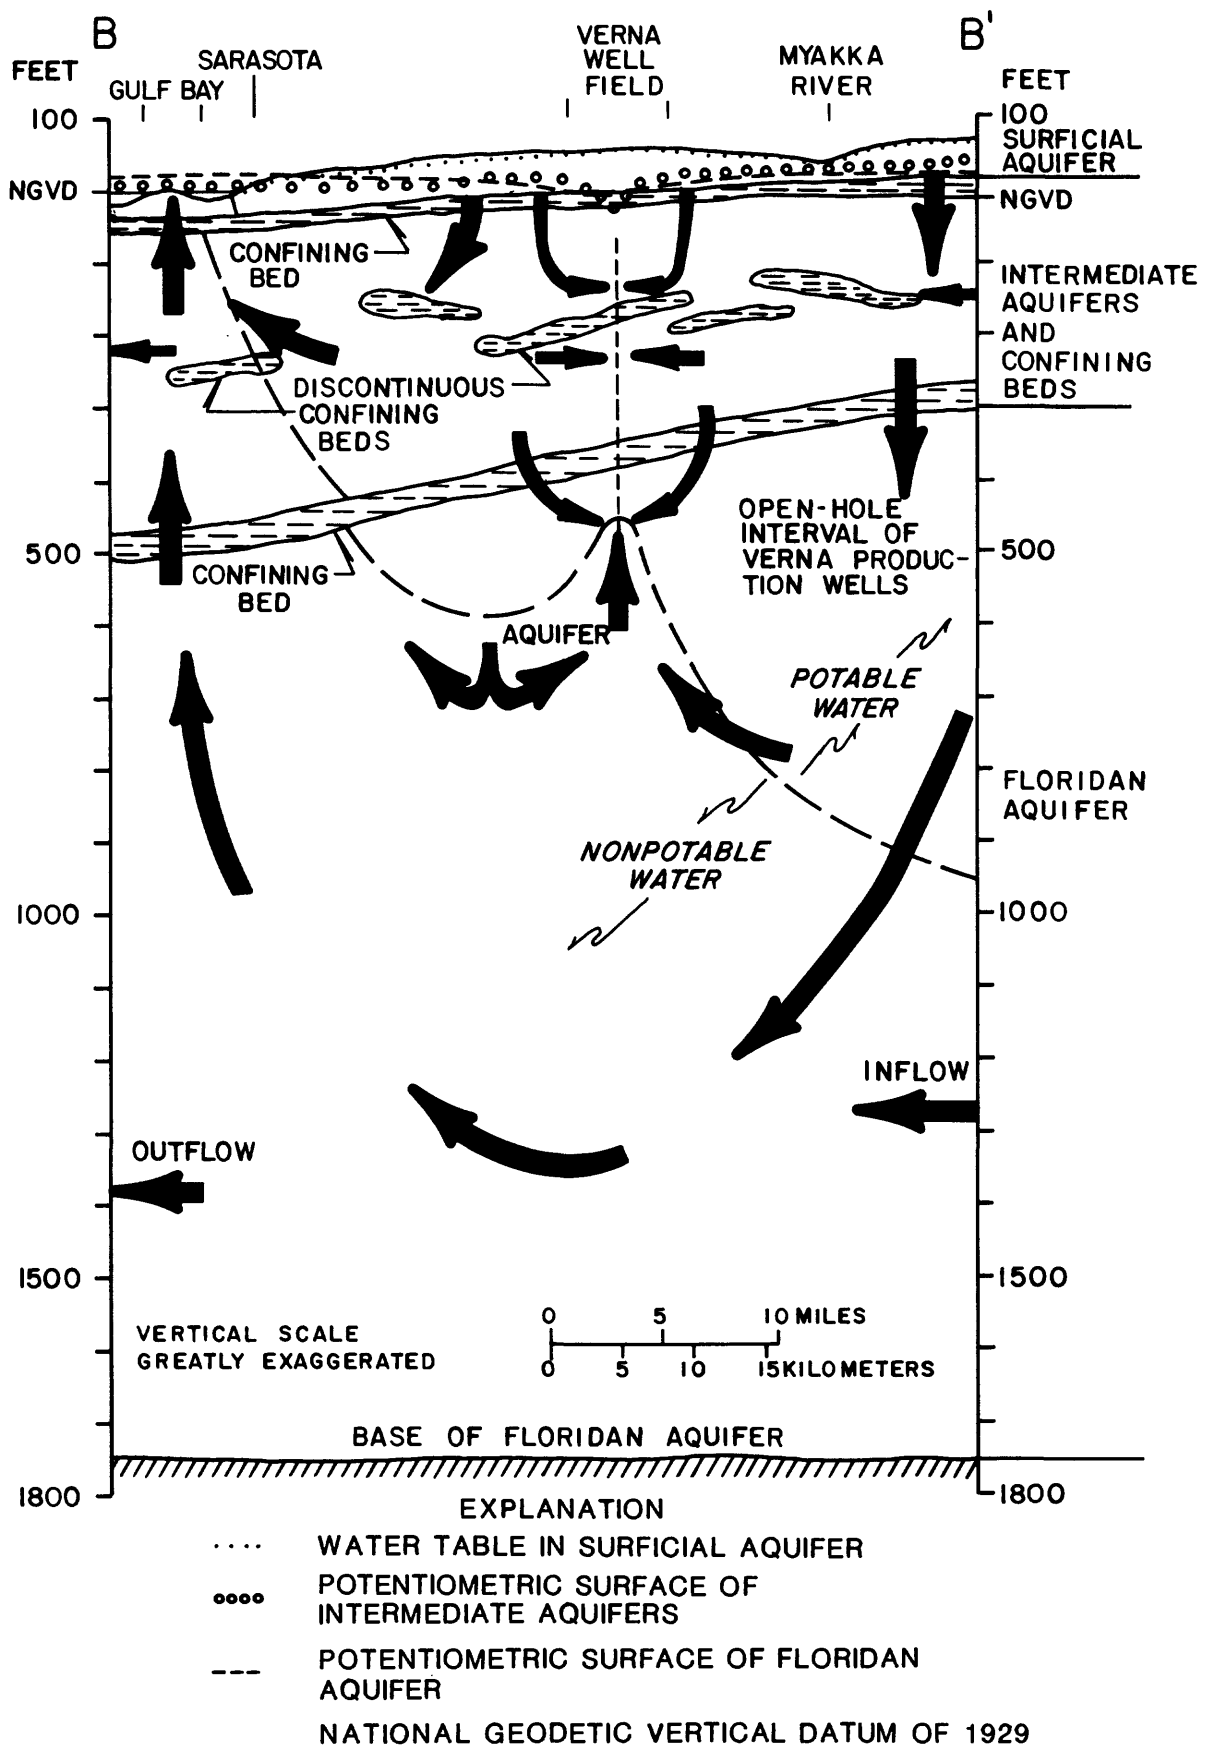 B
B'
SARASOTA
GULF BAY
VERNA
WELL
FIELD
MYAKKA
RIVER
FEET
100
NGVD
500
1000
1500
1800
FEET
100
SURFICIAL
AQUIFER
NGVD
INTERMEDIATE
AQUIFERS
AND
CONFINING
BEDS
500
FLORIDAN
AQUIFER
1000
1500
1800
CONFINING
BED
DISCONTINUOUS
CONFINING
BEDS
CONFINING
BED
OPEN-HOLE
INTERVAL OF
VERNA PRODUC-
TION WELLS
AQUIFER
POTABLE
WATER
NONPOTABLE
WATER
INFLOW
OUTFLOW
VERTICAL SCALE
GREATLY EXAGGERATED
0 5 10 MILES
0 5 10 15 KILOMETERS
BASE OF FLORIDAN AQUIFER
EXPLANATION
WATER TABLE IN SURFICIAL AQUIFER
POTENTIOMETRIC SURFACE OF
INTERMEDIATE AQUIFERS
POTENTIOMETRIC SURFACE OF FLORIDAN
AQUIFER
NATIONAL GEODETIC VERTICAL DATUM OF 1929